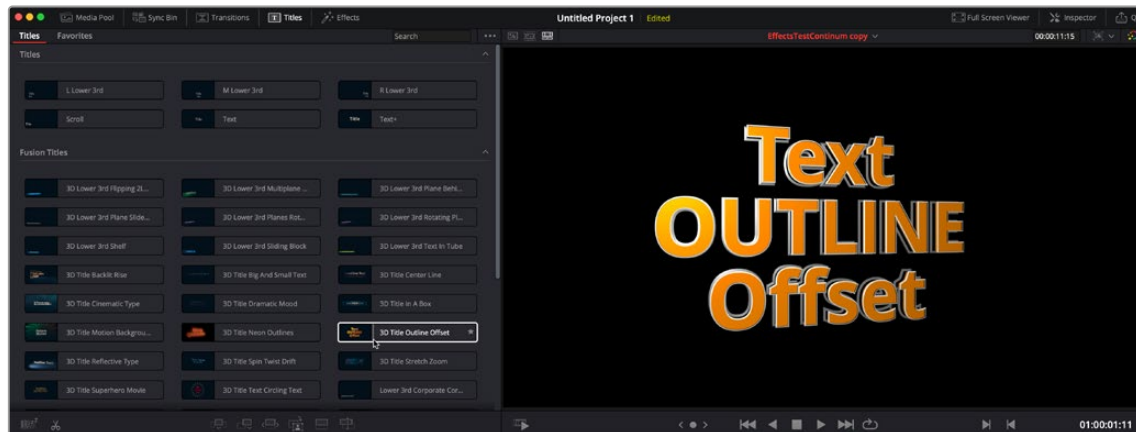 Media Pool Sync Bin Transitions Titles Effects Untitled Project 1 Edited Full Screen Viewer Inspector
Titles Favorites Search EffectsTestContinum copy 00:00:11:15
Titles
L Lower 3rd M Lower 3rd R Lower 3rd
Scroll Text Title Text+
Fusion Titles
3D Lower 3rd Flipping 2L... 3D Lower 3rd Multiplane ... 3D Lower 3rd Plane Behi...
3D Lower 3rd Plane Slide... 3D Lower 3rd Planes Rot... 3D Lower 3rd Rotating Pl...
3D Lower 3rd Shelf 3D Lower 3rd Sliding Block 3D Lower 3rd Text In Tube
3D Title Backlit Rise 3D Title Big And Small Text 3D Title Center Line
3D Title Cinematic Type 3D Title Dramatic Mood 3D Title In A Box
3D Title Motion Backgrou... 3D Title Neon Outlines 3D Title Outline Offset
3D Title Reflective Type 3D Title Spin Twist Drift 3D Title Stretch Zoom
3D Title Superhero Movie 3D Title Text Circling Text Lower 3rd Corporate Cor...
Text
OUTLINE
Offset
01:00:01:11